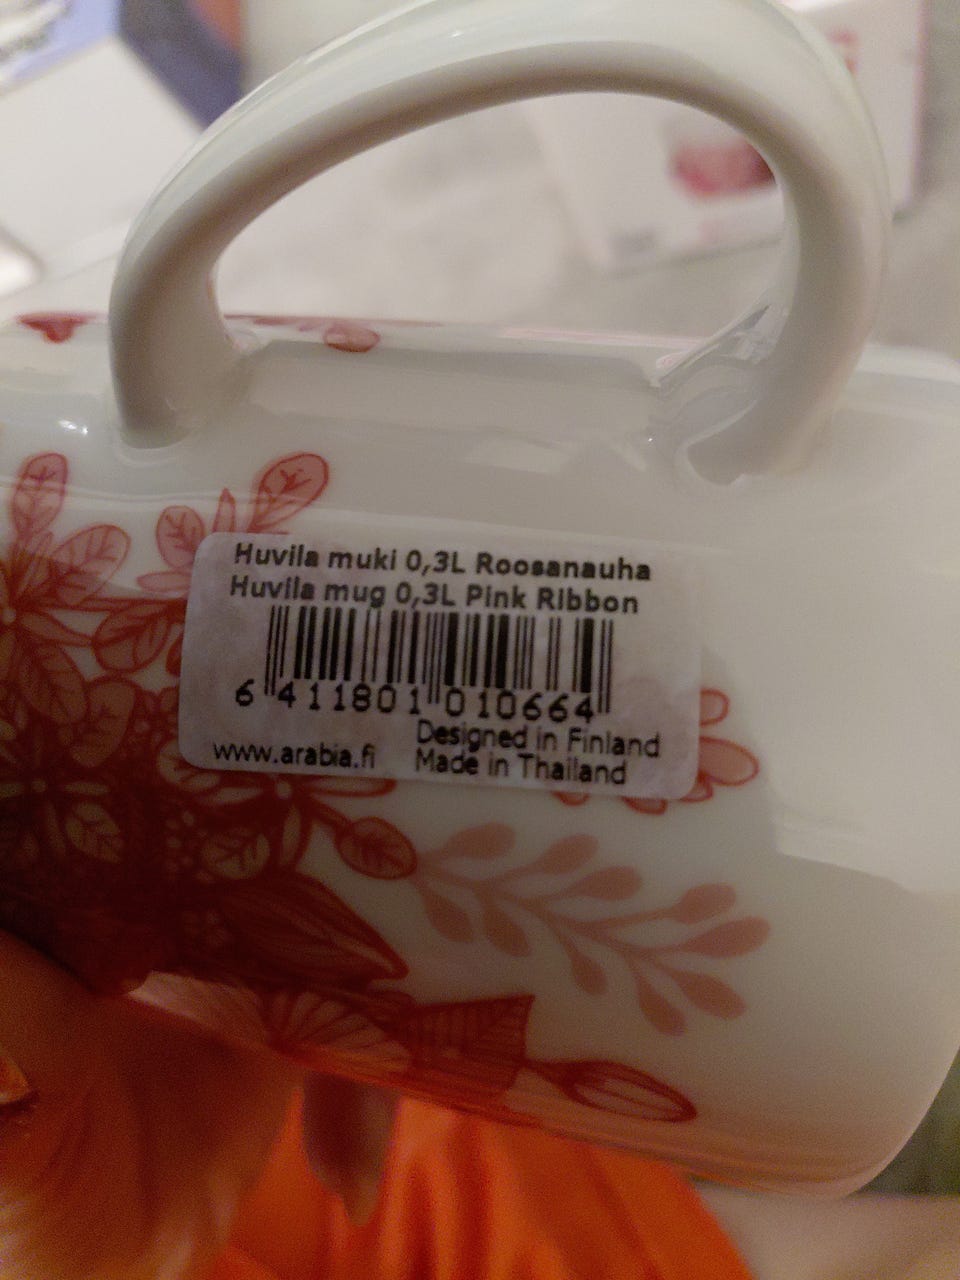 Huvila muki 0,3L Roosanauha
Huvila mug 0,3L Pink Ribbon
6 411801 010664
Designed in Finland
www.arabia.fi Made in Thailand